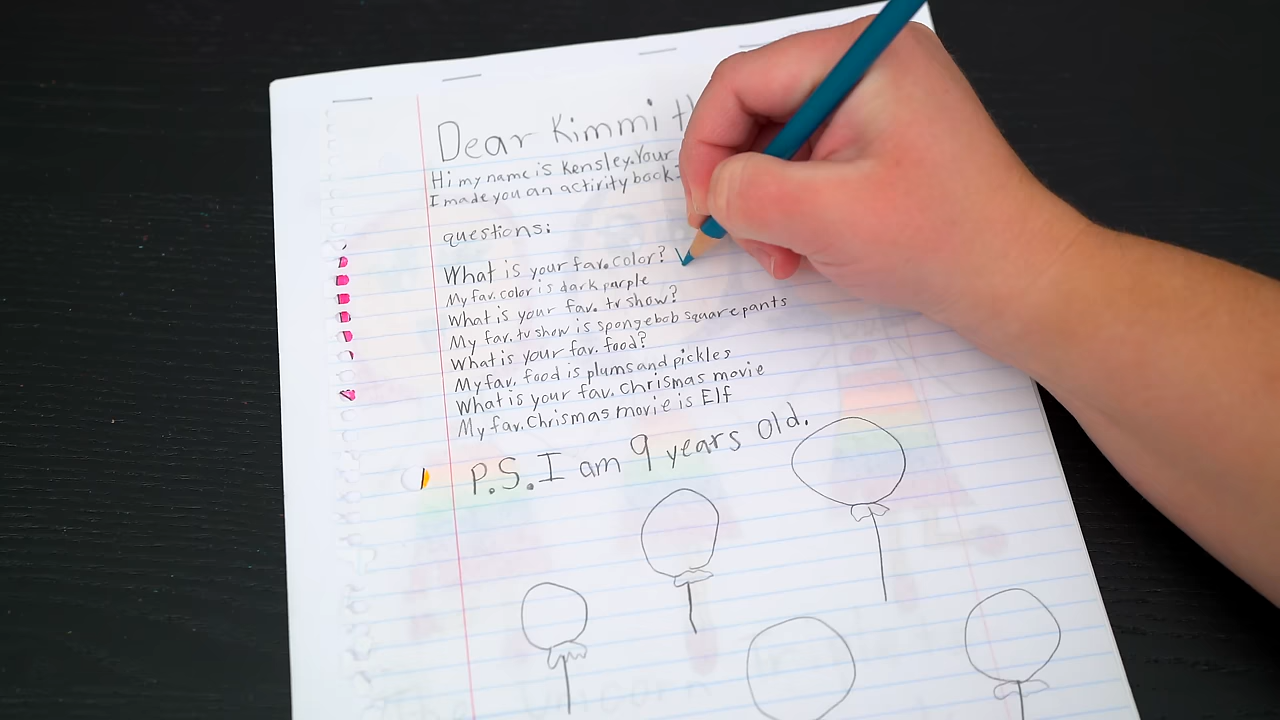 Dear Kimmi
Hi my name is Kensley. Your
I made you an activity book.
questions:
What is your fav. color?
My fav. color is dark purple
What is your fav. tv show?
My fav. tv show is spongebob squarepants
What is your fav. food?
My fav. food is plums and pickles
What is your fav. Chrismas movie
My fav. Chrismas movie is Elf
P.S. I am 9 years old.